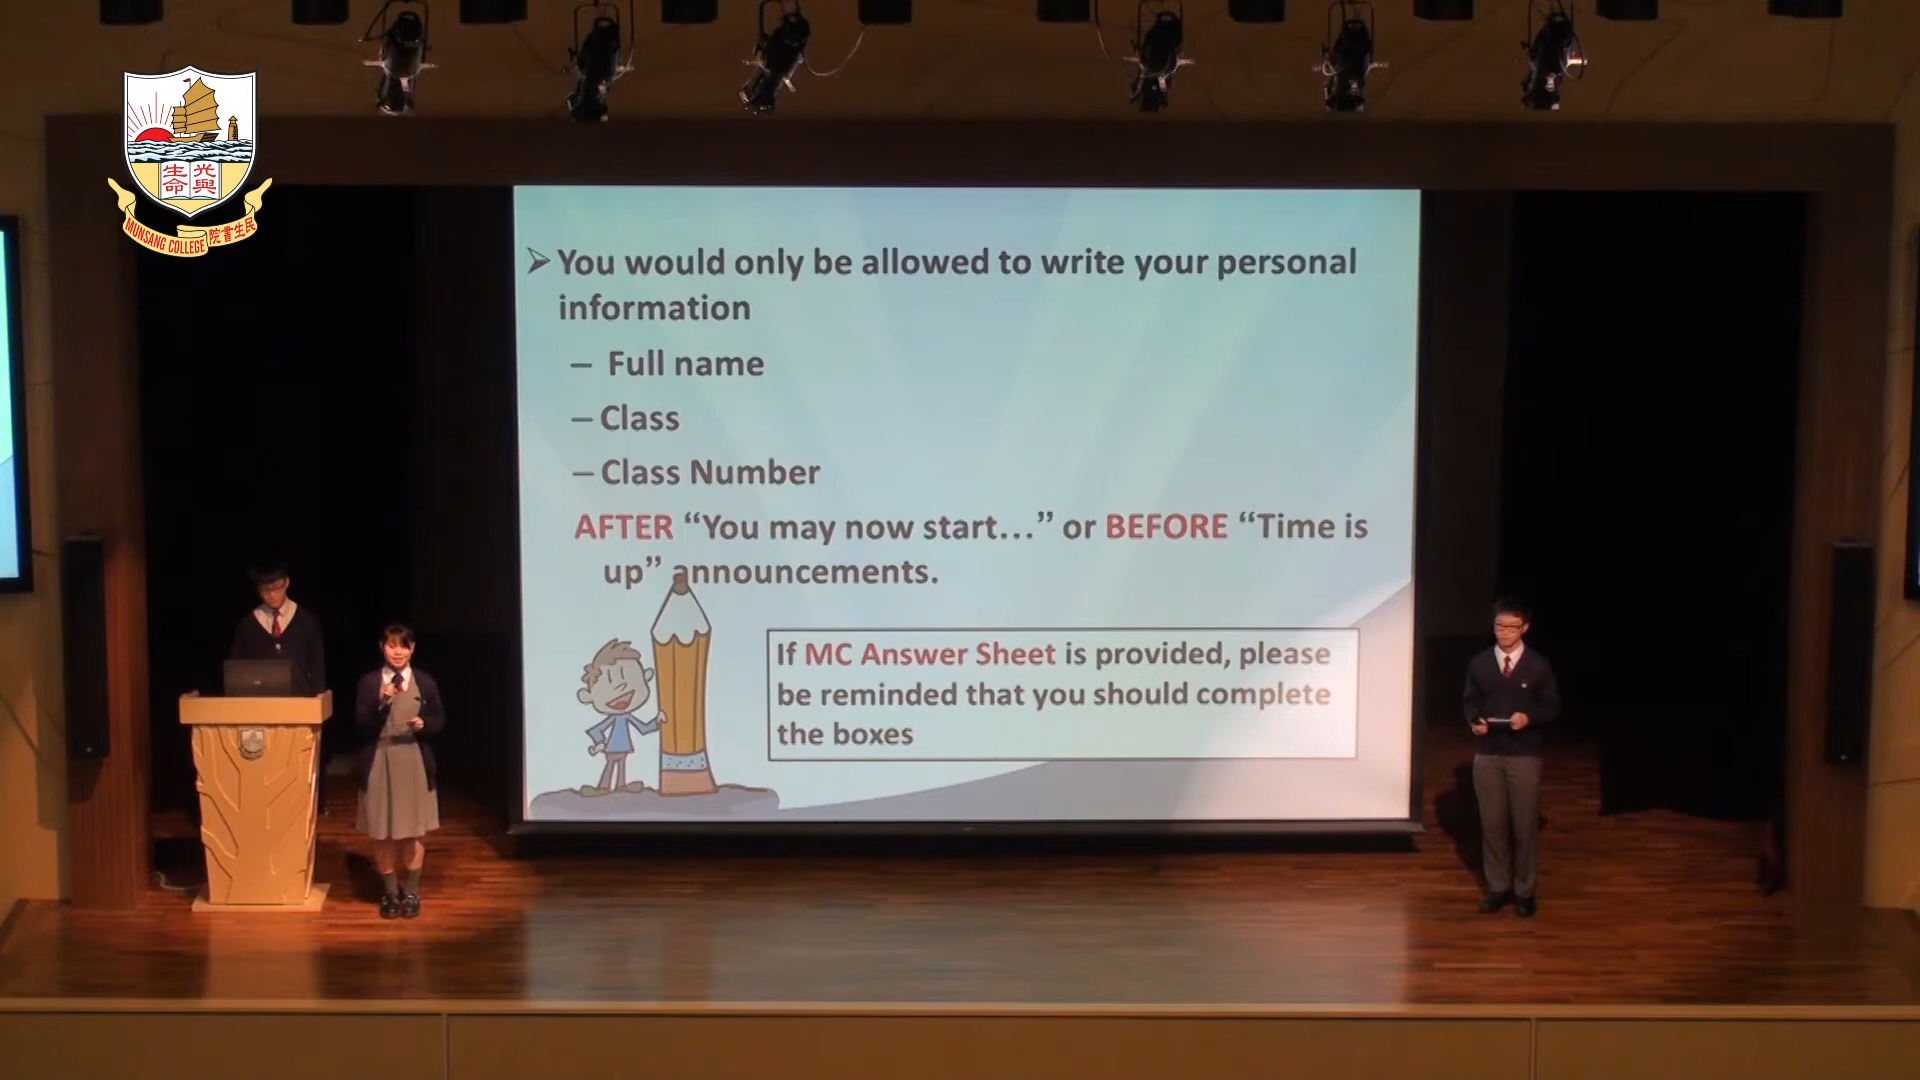 生 光
命 與
MUNSANG COLLEGE 院書生民
➢ You would only be allowed to write your personal
information
– Full name
– Class
– Class Number
AFTER “You may now start…” or BEFORE “Time is
up” announcements.
If MC Answer Sheet is provided, please
be reminded that you should complete
the boxes